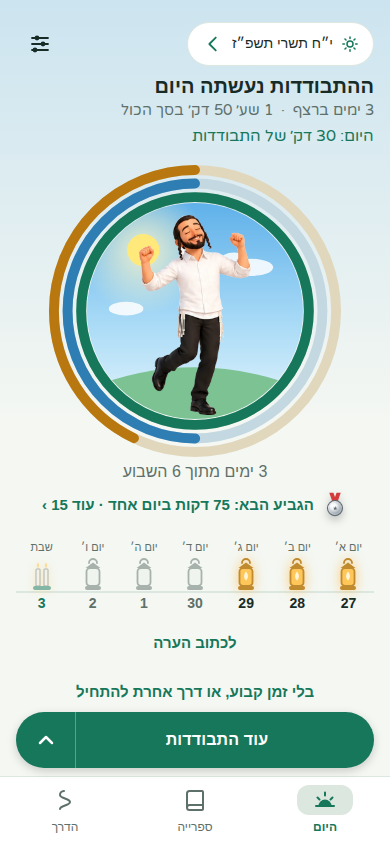 י״ח תשרי תשפ״ז
ההתבודדות נעשתה היום
3 ימים ברצף · 1 שע׳ 50 דק׳ בסך הכול
היום: 30 דק׳ של התבודדות
3 ימים מתוך 6 השבוע
הגביע הבא: 75 דקות ביום אחד · עוד 15 ›
יום א׳ יום ב׳ יום ג׳ יום ד׳ יום ה׳ יום ו׳ שבת
27 28 29 30 1 2 3
לכתוב הערה
בלי זמן קבוע, או דרך אחרת להתחיל
עוד התבודדות
היום ספרייה הדרך